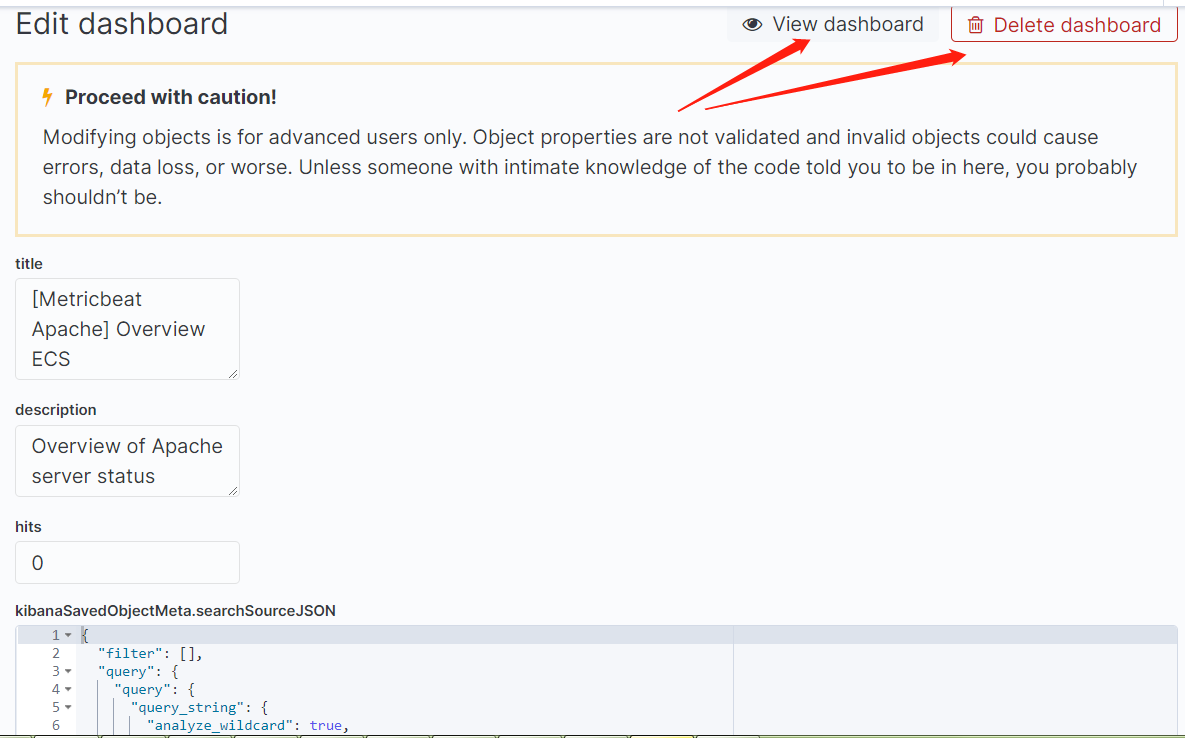 Edit dashboard
View dashboard
Delete dashboard
Proceed with caution!
Modifying objects is for advanced users only. Object properties are not validated and invalid objects could cause
errors, data loss, or worse. Unless someone with intimate knowledge of the code told you to be in here, you probably
shouldn’t be.
title
[Metricbeat
Apache] Overview
ECS
description
Overview of Apache
server status
hits
0
kibanaSavedObjectMeta.searchSourceJSON
1 {
2 "filter": [],
3 "query": {
4 "query": {
5 "query_string": {
6 "analyze_wildcard": true,